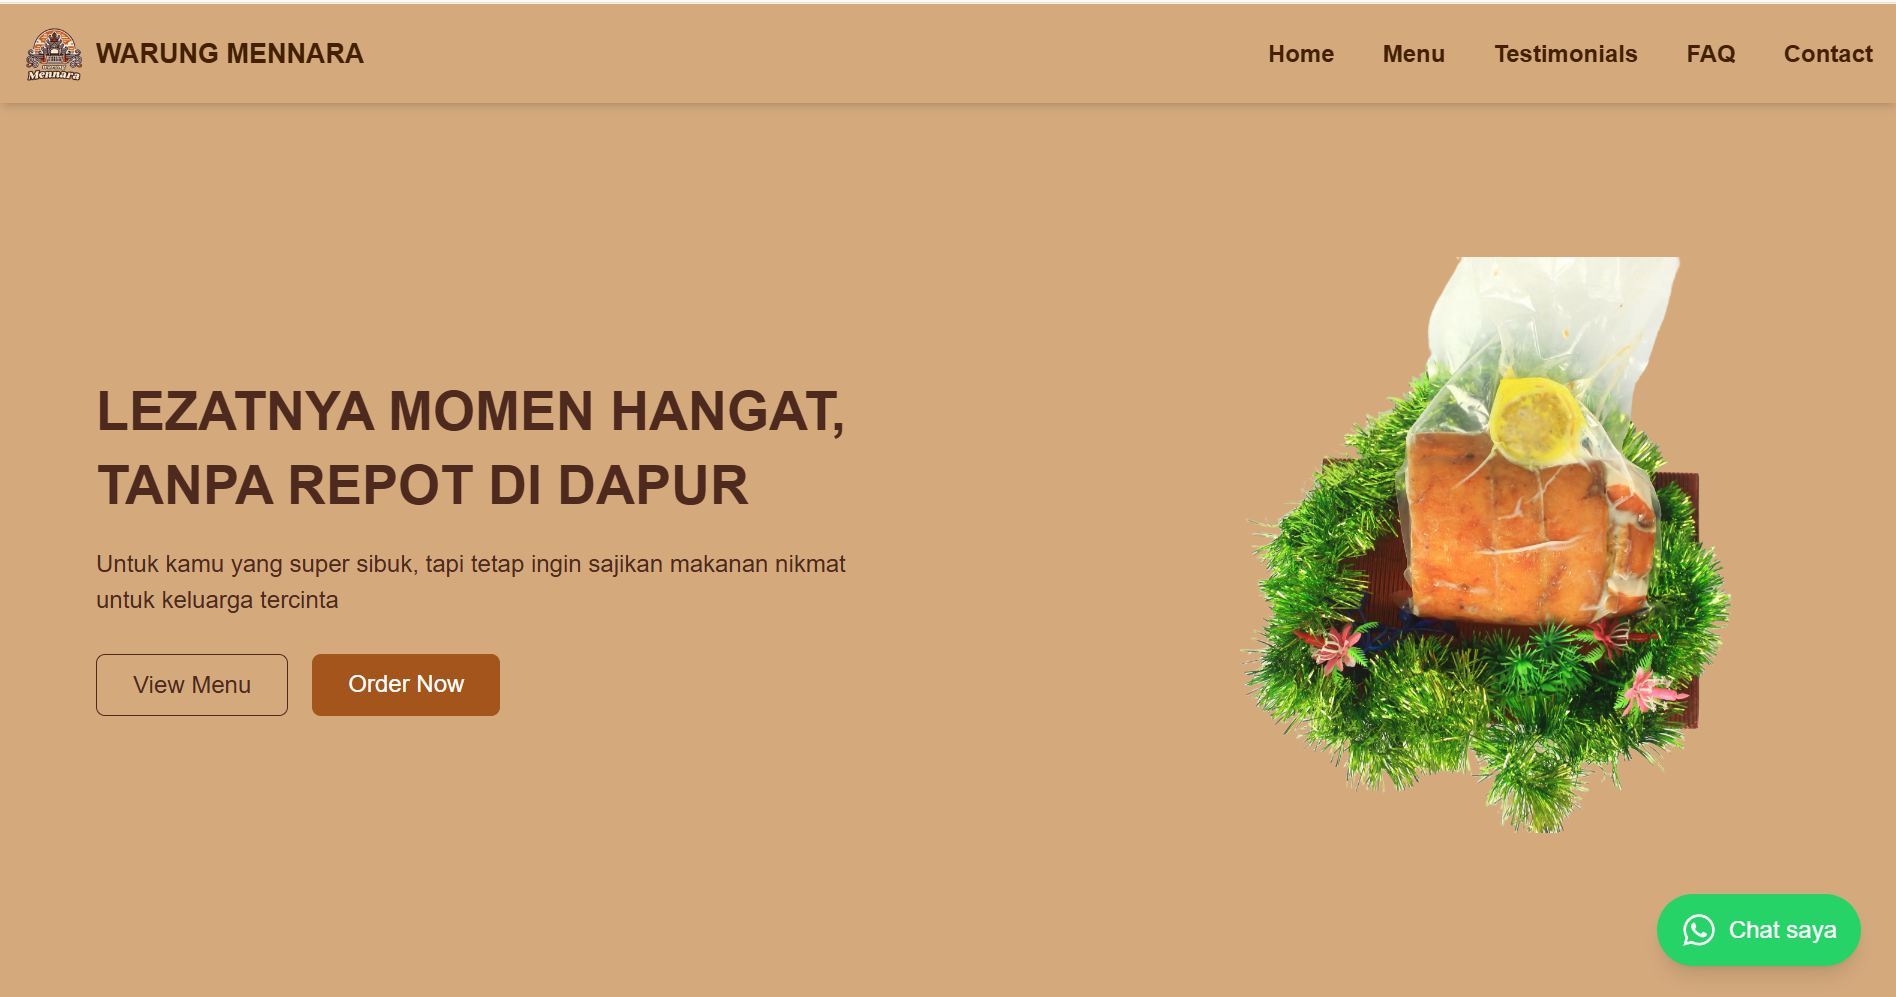 warung
Mennara
WARUNG MENNARA
Home
Menu
Testimonials
FAQ
Contact
LEZATNYA MOMEN HANGAT,
TANPA REPOT DI DAPUR
Untuk kamu yang super sibuk, tapi tetap ingin sajikan makanan nikmat
untuk keluarga tercinta
View Menu
Order Now
Chat saya